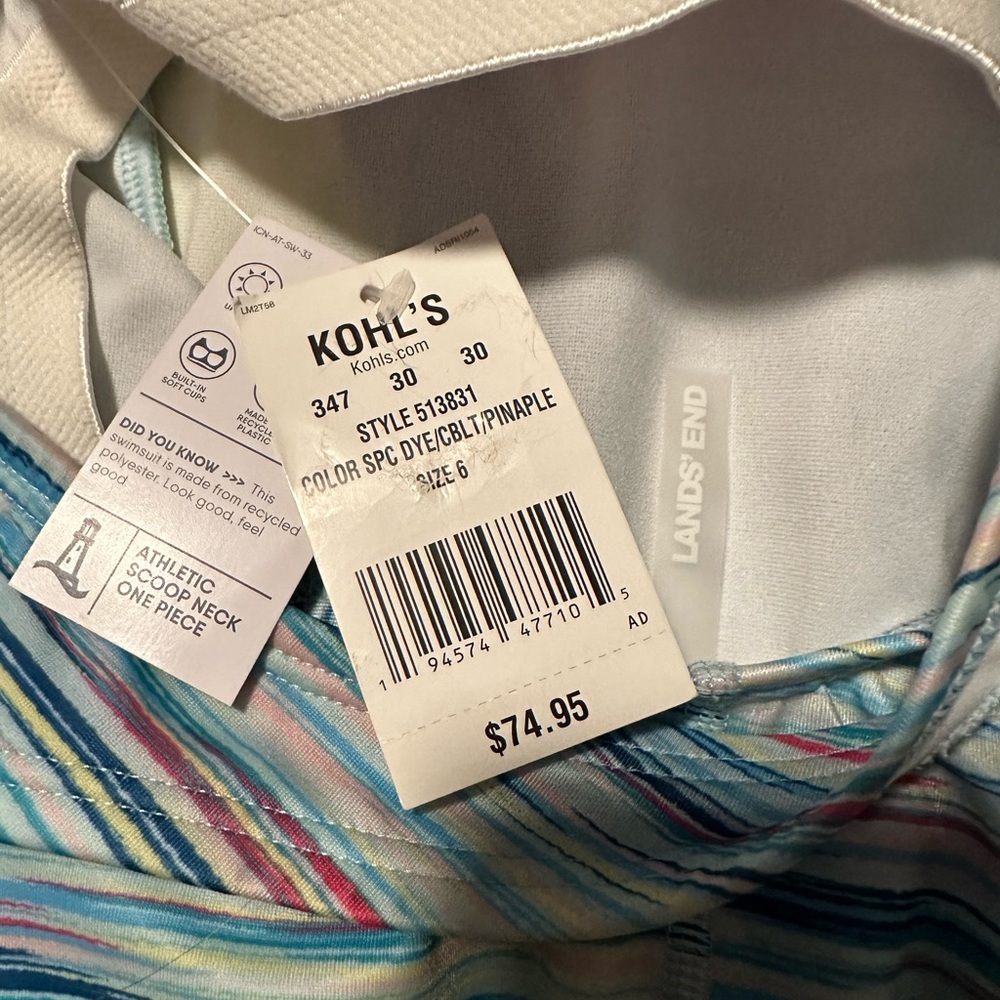 ICN-AT-SW-33
LM2T58
BUILT-IN
SOFT CUPS
DID YOU KNOW >>> This
swimsuit is made from recycled
polyester. Look good, feel
good.
ATHLETIC
SCOOP NECK
ONE PIECE
KOHL'S
Kohls.com
347 30 30
STYLE 513831
COLOR SPC DYE/CBLT/PINAPLE
SIZE 6
1 94574 47710 5
AD
$74.95
LANDS' END